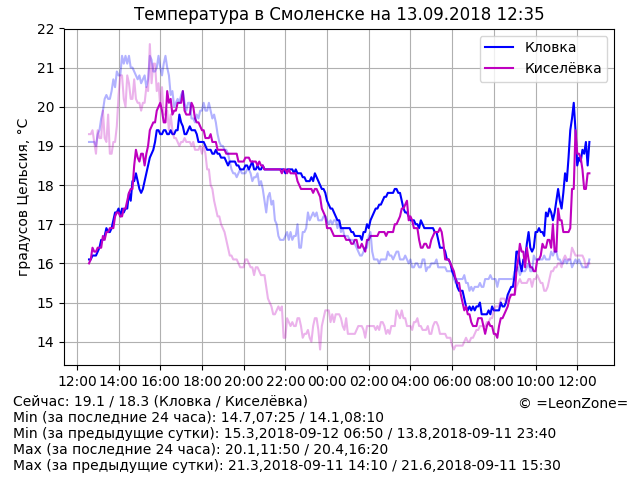 Температура в Смоленске на 13.09.2018 12:35
22
21
20
19
18
17
16
15
14
градусов Цельсия, °C
Кловка
Киселёвка
12:00 14:00 16:00 18:00 20:00 22:00 00:00 02:00 04:00 06:00 08:00 10:00 12:00
Сейчас: 19.1 / 18.3 (Кловка / Киселёвка)
© =LeonZone=
Min (за последние 24 часа): 14.7,07:25 / 14.1,08:10
Min (за предыдущие сутки): 15.3,2018-09-12 06:50 / 13.8,2018-09-11 23:40
Max (за последние 24 часа): 20.1,11:50 / 20.4,16:20
Max (за предыдущие сутки): 21.3,2018-09-11 14:10 / 21.6,2018-09-11 15:30